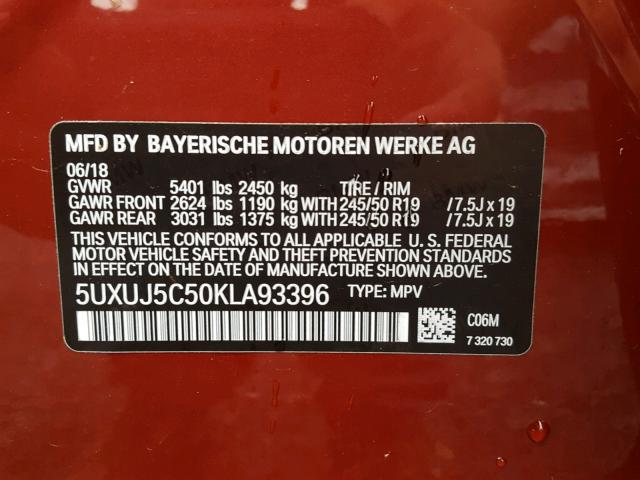 MFD BY BAYERISCHE MOTOREN WERKE AG
06/18
GVWR 5401 lbs 2450 kg TIRE / RIM
GAWR FRONT 2624 lbs 1190 kg WITH 245/50 R19 / 7.5J x 19
GAWR REAR 3031 lbs 1375 kg WITH 245/50 R19 / 7.5J x 19
THIS VEHICLE CONFORMS TO ALL APPLICABLE U. S. FEDERAL
MOTOR VEHICLE SAFETY AND THEFT PREVENTION STANDARDS
IN EFFECT ON THE DATE OF MANUFACTURE SHOWN ABOVE.
5UXUJ5C50KLA93396 TYPE: MPV
C06M
7 320 730